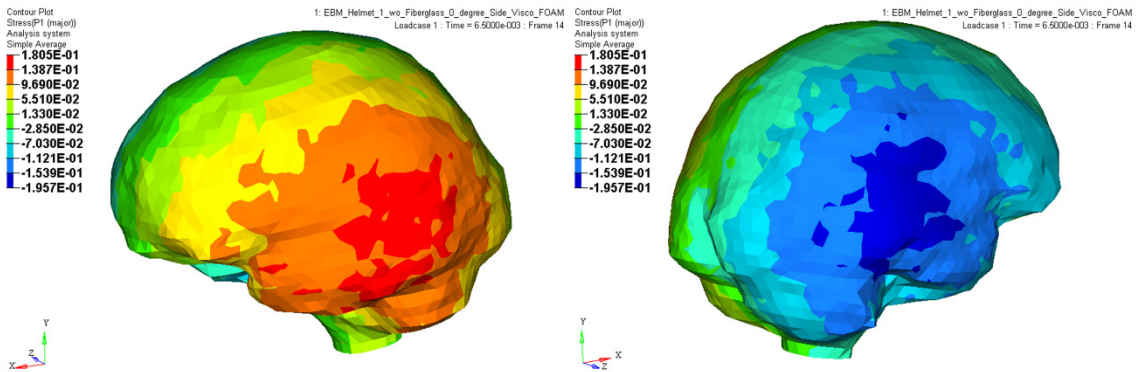 Contour Plot
Stress(P1 (major))
Analysis system
Simple Average
1.805E-01
1.387E-01
9.690E-02
5.510E-02
1.330E-02
-2.850E-02
-7.030E-02
-1.121E-01
-1.539E-01
-1.957E-01
1: EBM_Helmet_1_wo_Fiberglass_0_degree_Side_Visco_FOAM
Loadcase 1 : Time = 6.5000e-003 : Frame 14
Y
Z
X
Contour Plot
Stress(P1 (major))
Analysis system
Simple Average
1.805E-01
1.387E-01
9.690E-02
5.510E-02
1.330E-02
-2.850E-02
-7.030E-02
-1.121E-01
-1.539E-01
-1.957E-01
1: EBM_Helmet_1_wo_Fiberglass_0_degree_Side_Visco_FOAM
Loadcase 1 : Time = 6.5000e-003 : Frame 14
Y
X
Z